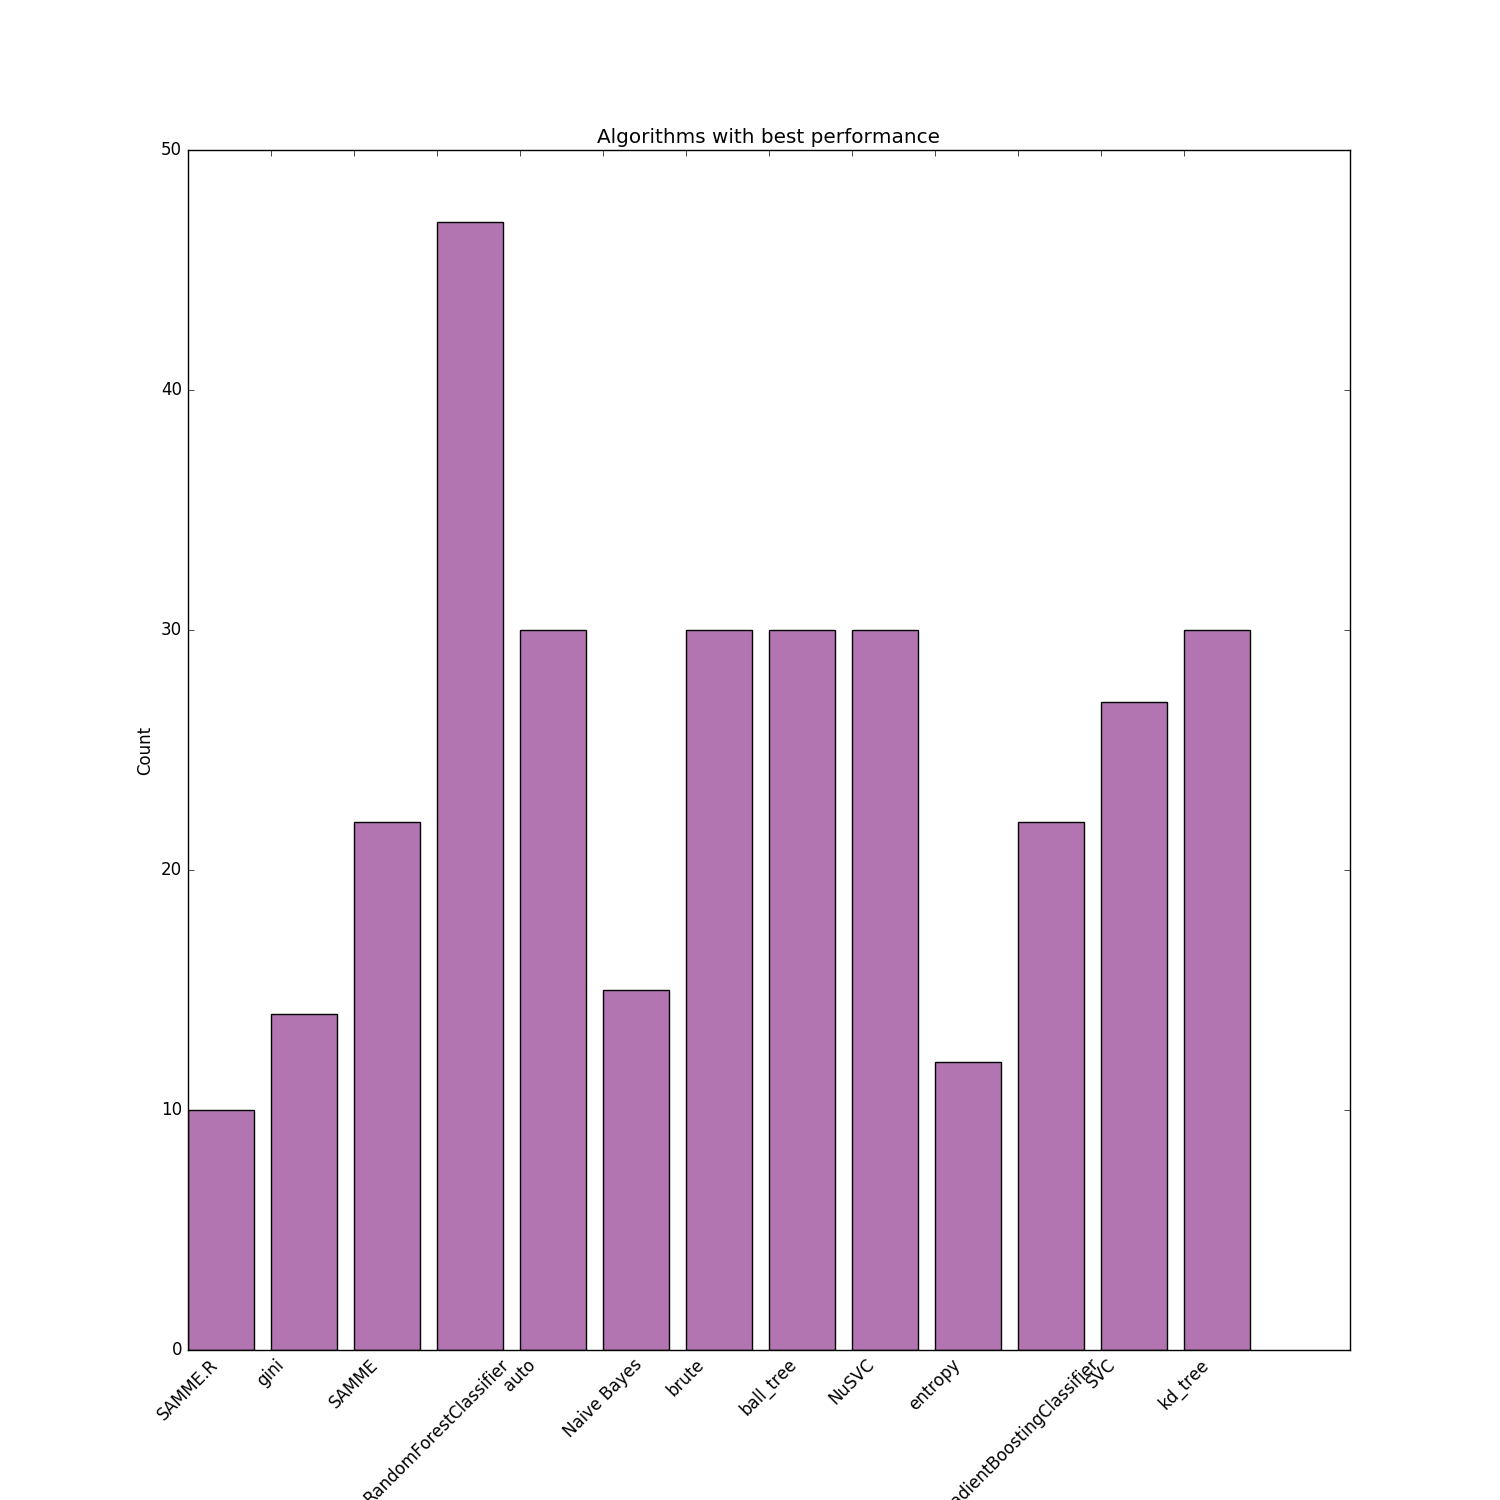 Algorithms with best performance
50
40
30
20
10
0
Count
SAMME.R
gini
SAMME
RandomForestClassifier
auto
Naive Bayes
brute
ball_tree
NuSVC
entropy
adientBoostingClassifier
SVC
kd_tree